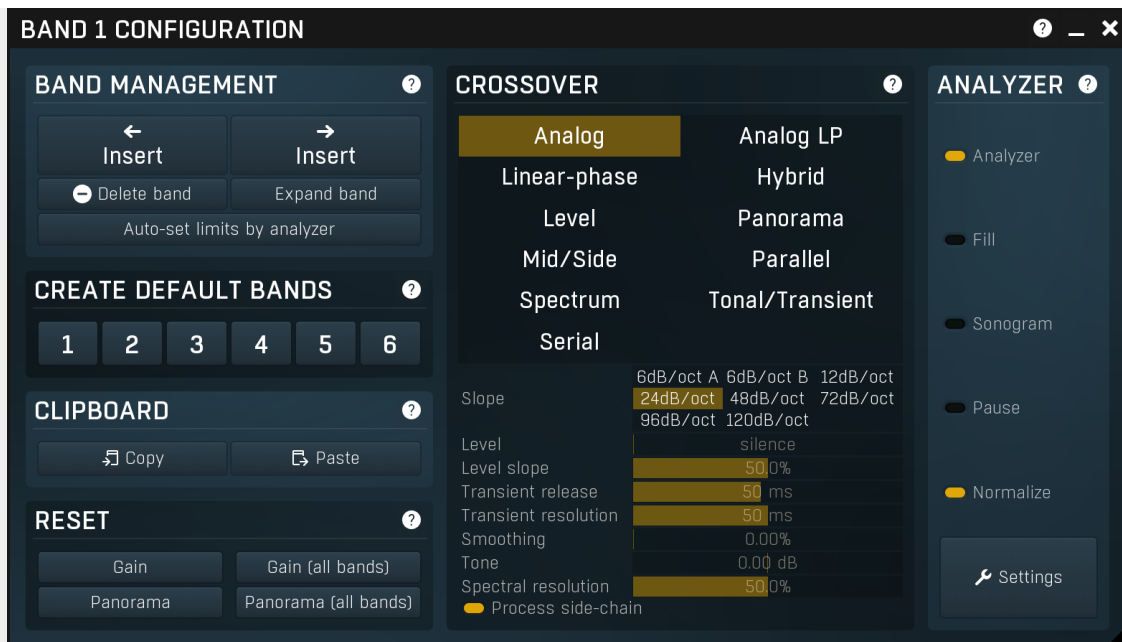 BAND 1 CONFIGURATION
BAND MANAGEMENT
Insert
Insert
Delete band
Expand band
Auto-set limits by analyzer
CREATE DEFAULT BANDS
1 2 3 4 5 6
CLIPBOARD
Copy
Paste
RESET
Gain
Gain (all bands)
Panorama
Panorama (all bands)
CROSSOVER
Analog
Analog LP
Linear-phase
Hybrid
Level
Panorama
Mid/Side
Parallel
Spectrum
Tonal/Transient
Serial
Slope
6dB/oct A 6dB/oct B 12dB/oct
24dB/oct 48dB/oct 72dB/oct
96dB/oct 120dB/oct
Level silence
Level slope 50.0%
Transient release 50 ms
Transient resolution 50 ms
Smoothing 0.00%
Tone 0.00 dB
Spectral resolution 50.0%
Process side-chain
ANALYZER
Analyzer
Fill
Sonogram
Pause
Normalize
Settings